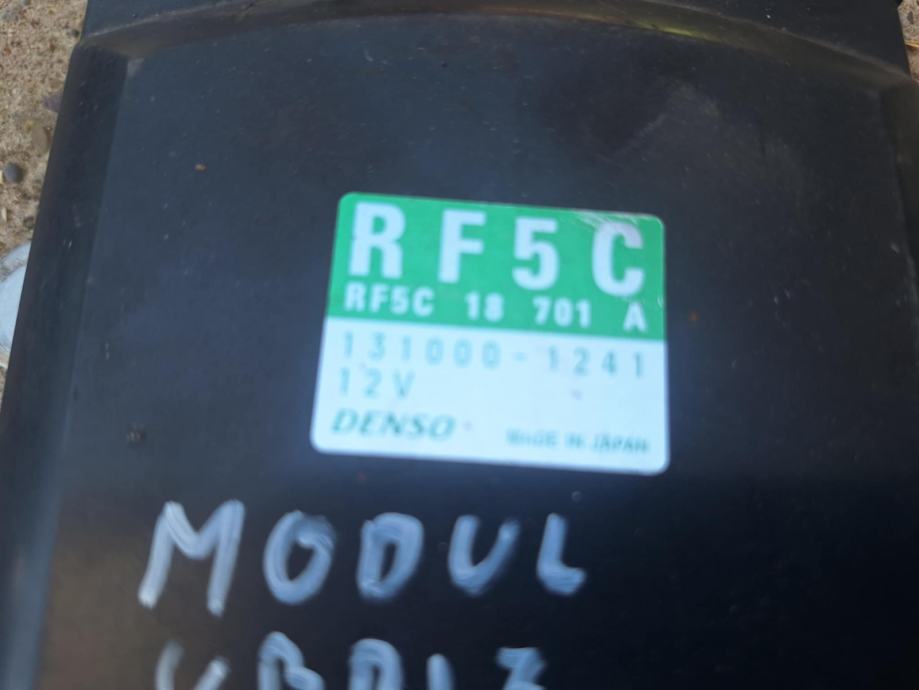 RF5C
RF5C 18 701 A
131000-1241
12V
DENSO
MADE IN JAPAN
MODUL